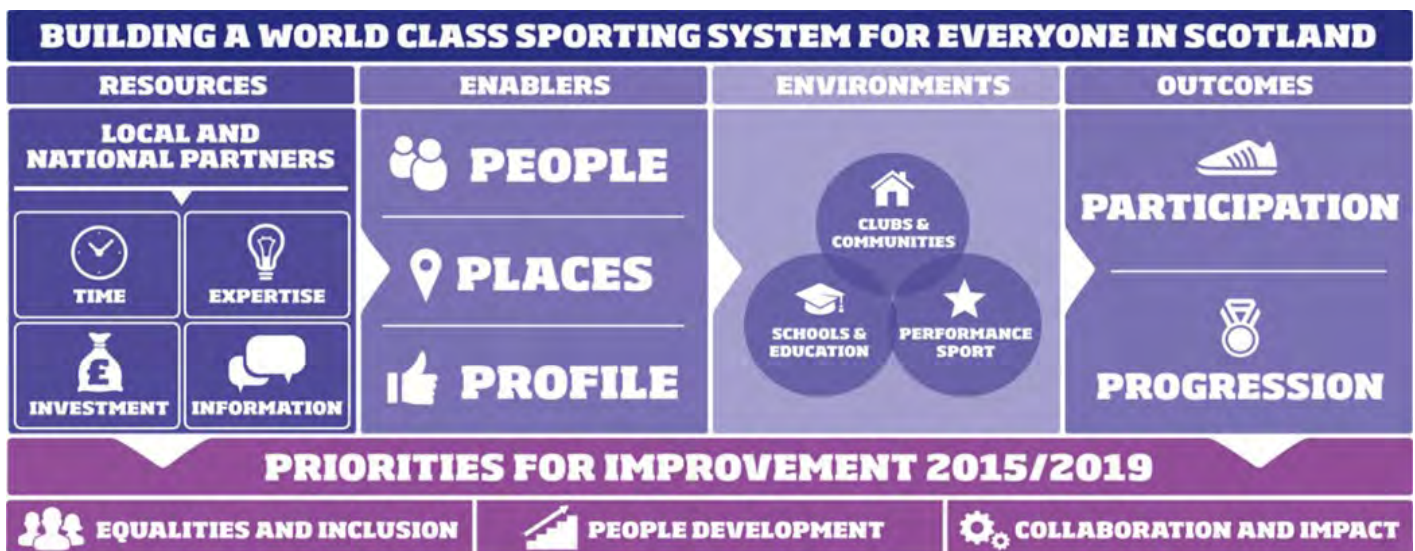 BUILDING A WORLD CLASS SPORTING SYSTEM FOR EVERYONE IN SCOTLAND
RESOURCES
LOCAL AND
NATIONAL PARTNERS
TIME
EXPERTISE
£
INVESTMENT
INFORMATION
ENABLERS
PEOPLE
PLACES
PROFILE
ENVIRONMENTS
CLUBS &
COMMUNITIES
SCHOOLS &
EDUCATION
PERFORMANCE
SPORT
OUTCOMES
PARTICIPATION
PROGRESSION
PRIORITIES FOR IMPROVEMENT 2015/2019
EQUALITIES AND INCLUSION
PEOPLE DEVELOPMENT
COLLABORATION AND IMPACT